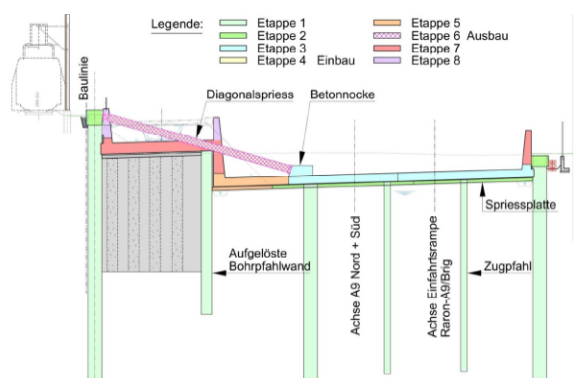 Legende:
Etappe 1
Etappe 2
Etappe 3
Etappe 4 Einbau
Etappe 5
Etappe 6 Ausbau
Etappe 7
Etappe 8
Baulinie
Diagonalspriess
Betonnocke
Spriessplatte
Aufgelöste
Bohrpfahlwand
Achse A9 Nord + Süd
Achse Einfahrtsrampe
Raron-A9/Brig
Zugpfahl